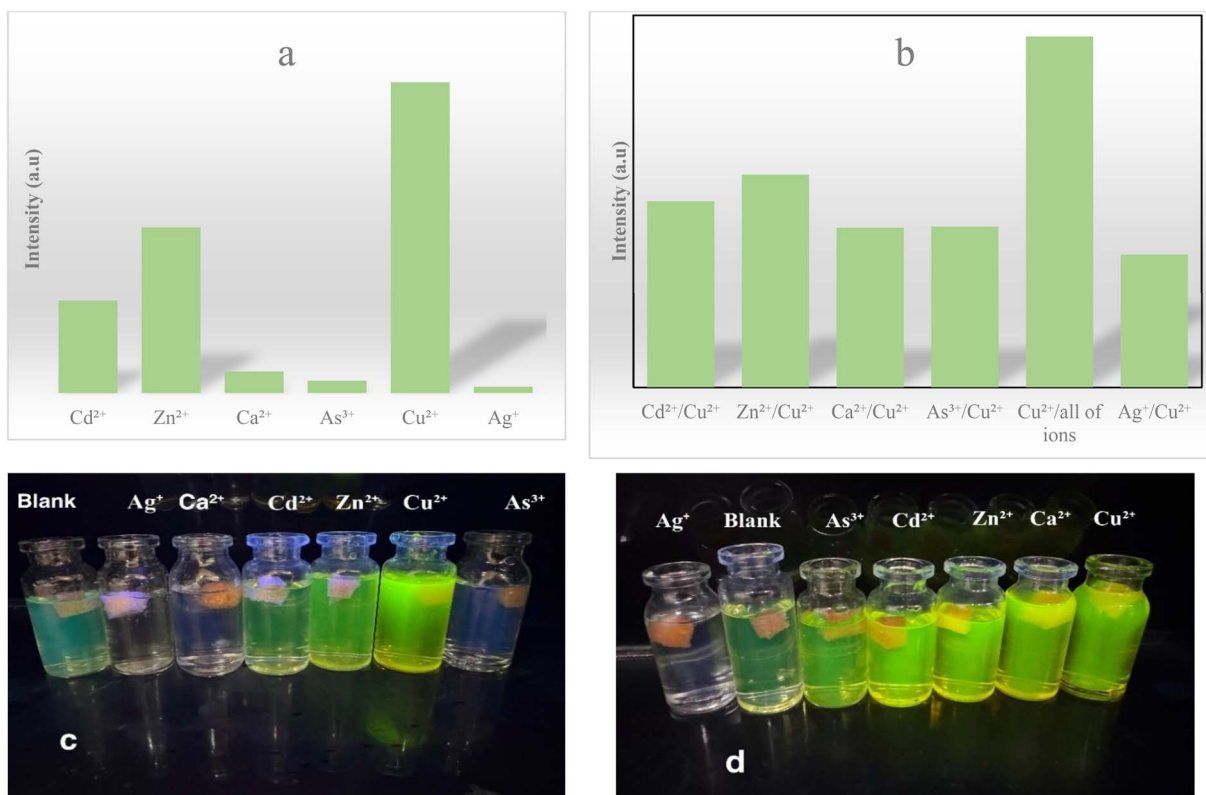 a
Intensity (a.u)
Cd²⁺ Zn²⁺ Ca²⁺ As³⁺ Cu²⁺ Ag⁺
b
Intensity (a.u)
Cd²⁺/Cu²⁺ Zn²⁺/Cu²⁺ Ca²⁺/Cu²⁺ As³⁺/Cu²⁺ Cu²⁺/all of Ag⁺/Cu²⁺
ions
Blank Ag⁺ Ca²⁺ Cd²⁺ Zn²⁺ Cu²⁺ As³⁺
c
Ag⁺ Blank As³⁺ Cd²⁺ Zn²⁺ Ca²⁺ Cu²⁺
d